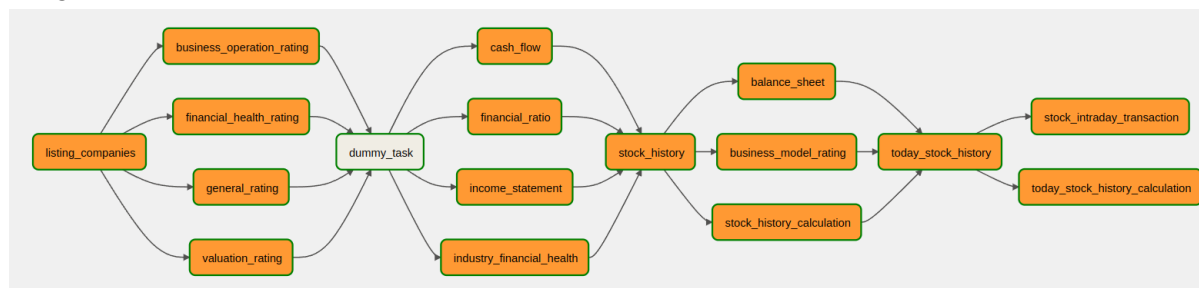 listing_companies
business_operation_rating
financial_health_rating
general_rating
valuation_rating
dummy_task
cash_flow
financial_ratio
income_statement
industry_financial_health
stock_history
balance_sheet
business_model_rating
stock_history_calculation
today_stock_history
stock_intraday_transaction
today_stock_history_calculation